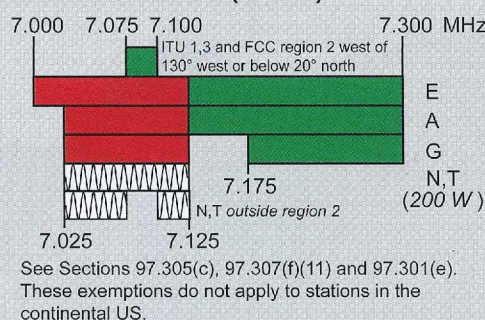 7.000 7.075 7.100 7.300 MHz
ITU 1,3 and FCC region 2 west of
130° west or below 20° north
E
A
G
N,T
7.175
(200 W)
N,T outside region 2
7.025 7.125
See Sections 97.305(c), 97.307(f)(11) and 97.301(e).
These exemptions do not apply to stations in the
continental US.